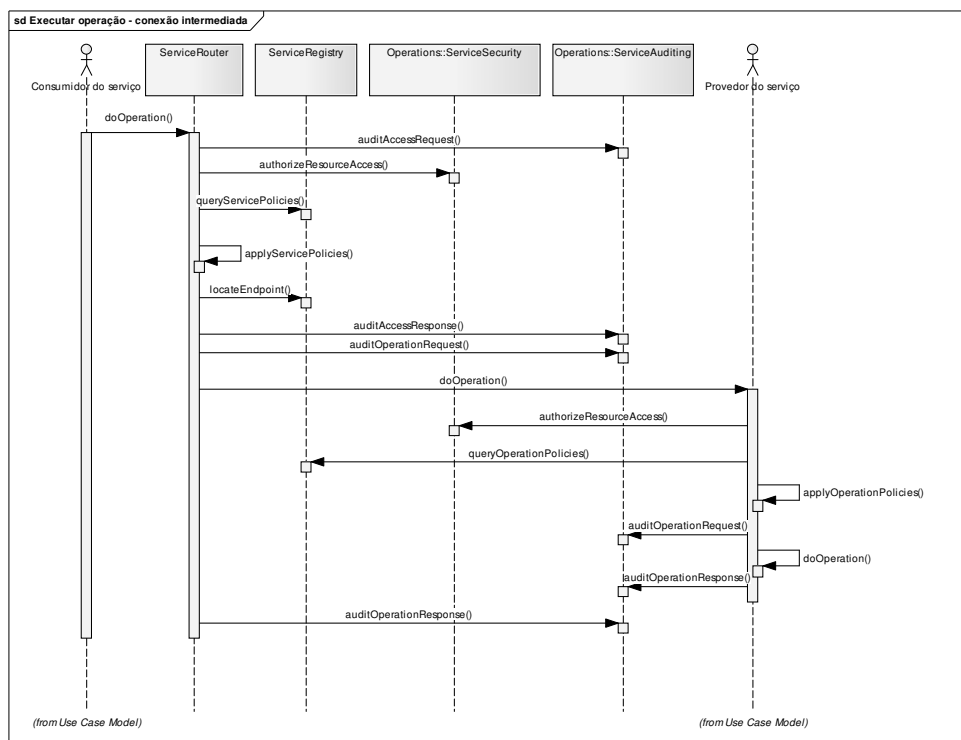 sd Executar operação - conexão intermediada
ServiceRouter
ServiceRegistry
Operations::ServiceSecurity
Operations::ServiceAuditing
Consumidor do serviço
Provedor do serviço
doOperation()
auditAccessRequest()
authorizeResourceAccess()
queryServicePolicies()
applyServicePolicies()
locateEndpoint()
auditAccessResponse()
auditOperationRequest()
doOperation()
authorizeResourceAccess()
queryOperationPolicies()
applyOperationPolicies()
auditOperationRequest()
doOperation()
auditOperationResponse()
auditOperationResponse()
(from Use Case Model)
(from Use Case Model)